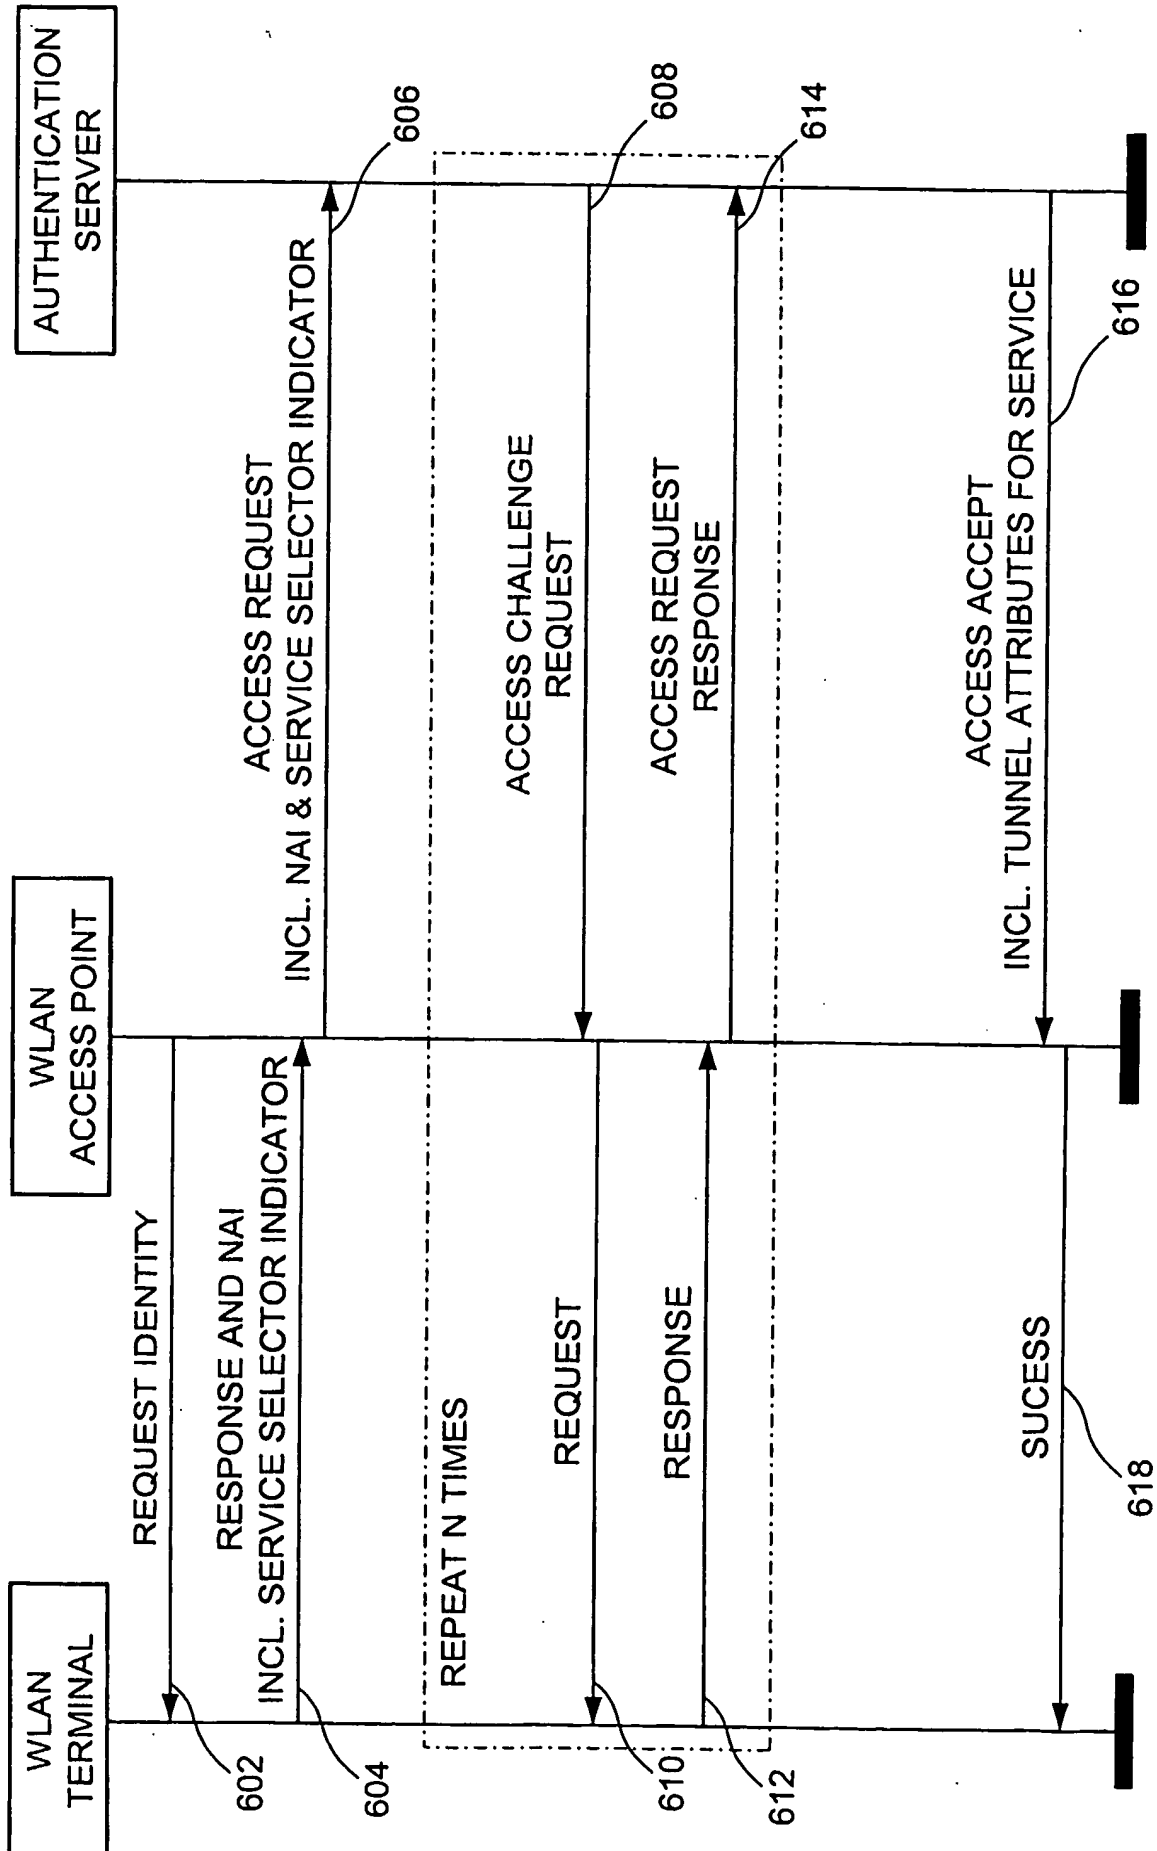 WLAN
TERMINAL
WLAN
ACCESS POINT
AUTHENTICATION
SERVER
REQUEST IDENTITY
602
RESPONSE AND NAI
INCL. SERVICE SELECTOR INDICATOR
604
ACCESS REQUEST
INCL. NAI & SERVICE SELECTOR INDICATOR
606
REPEAT N TIMES
ACCESS CHALLENGE
REQUEST
608
REQUEST
610
RESPONSE
612
ACCESS REQUEST
RESPONSE
614
ACCESS ACCEPT
INCL. TUNNEL ATTRIBUTES FOR SERVICE
616
SUCESS
618